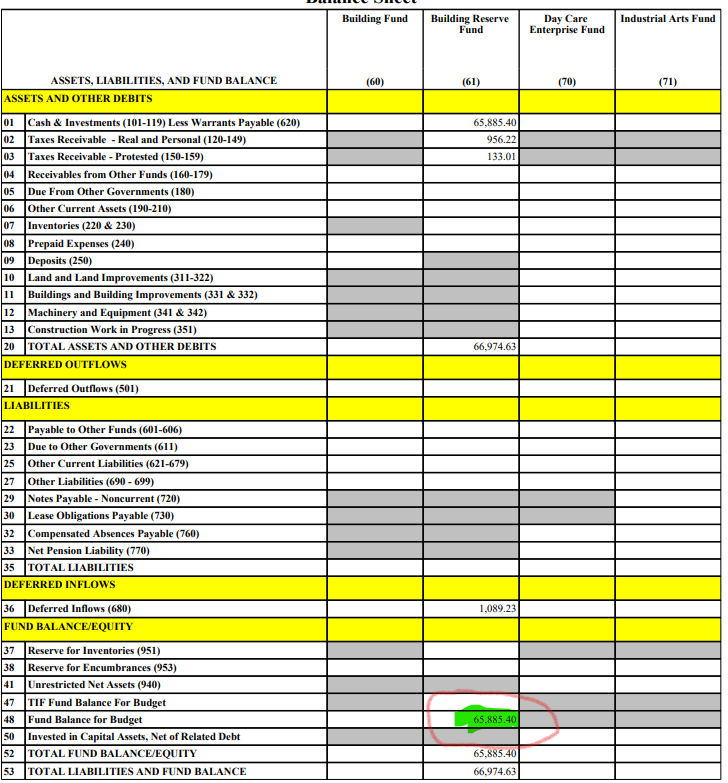 Balance Sheet
Building Fund Building Reserve Fund Day Care Enterprise Fund Industrial Arts Fund
ASSETS, LIABILITIES, AND FUND BALANCE (60) (61) (70) (71)
ASSETS AND OTHER DEBITS
01 Cash & Investments (101-119) Less Warrants Payable (620) 65,885.40
02 Taxes Receivable - Real and Personal (120-149) 956.22
03 Taxes Receivable - Protested (150-159) 133.01
04 Receivables from Other Funds (160-179)
05 Due From Other Governments (180)
06 Other Current Assets (190-210)
07 Inventories (220 & 230)
08 Prepaid Expenses (240)
09 Deposits (250)
10 Land and Land Improvements (311-322)
11 Buildings and Building Improvements (331 & 332)
12 Machinery and Equipment (341 & 342)
13 Construction Work in Progress (351)
20 TOTAL ASSETS AND OTHER DEBITS 66,974.63
DEFERRED OUTFLOWS
21 Deferred Outflows (501)
LIABILITIES
22 Payable to Other Funds (601-606)
23 Due to Other Governments (611)
25 Other Current Liabilities (621-679)
27 Other Liabilities (690 - 699)
29 Notes Payable - Noncurrent (720)
30 Lease Obligations Payable (730)
32 Compensated Absences Payable (760)
33 Net Pension Liability (770)
35 TOTAL LIABILITIES
DEFERRED INFLOWS
36 Deferred Inflows (680) 1,089.23
FUND BALANCE/EQUITY
37 Reserve for Inventories (951)
38 Reserve for Encumbrances (953)
41 Unrestricted Net Assets (940)
47 TIF Fund Balance For Budget
48 Fund Balance for Budget 65,885.40
50 Invested in Capital Assets, Net of Related Debt
52 TOTAL FUND BALANCE/EQUITY 65,885.40
53 TOTAL LIABILITIES AND FUND BALANCE 66,974.63